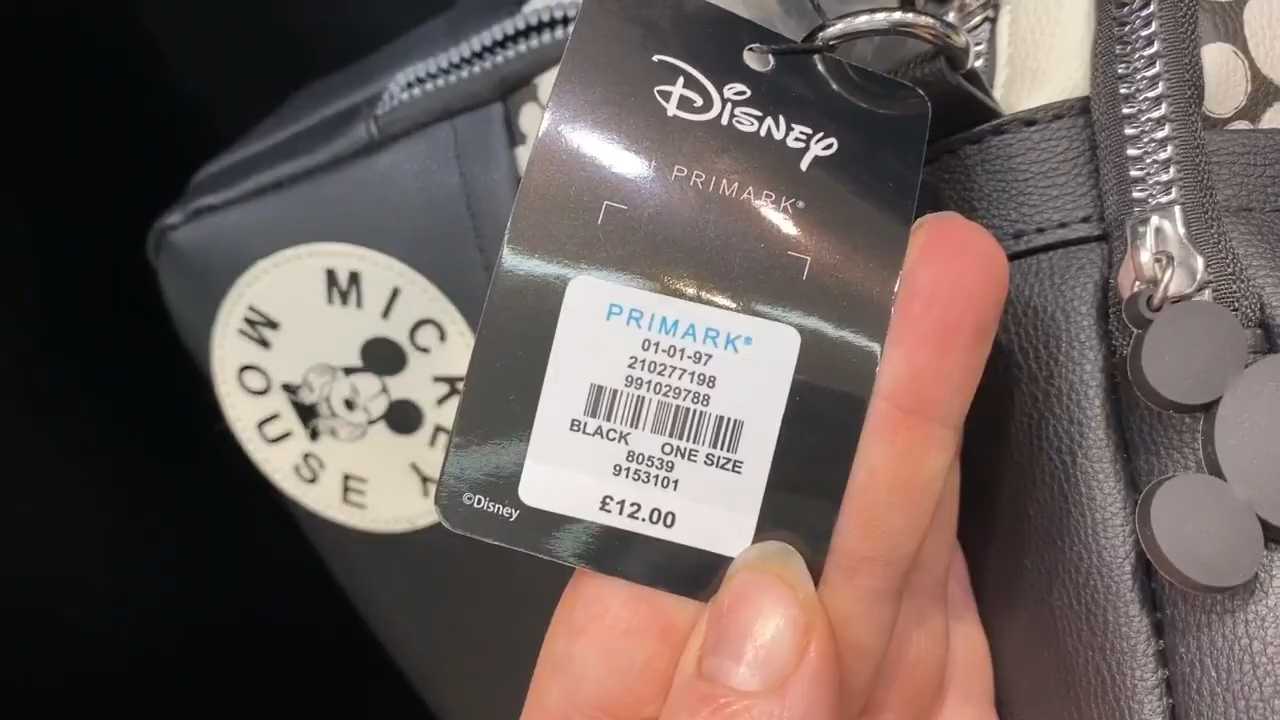 DISNEY
PRIMARK®
PRIMARK®
01-01-97
210277198
991029788
BLACK ONE SIZE
80539
9153101
£12.00
©Disney
MICKEY
MOUSE